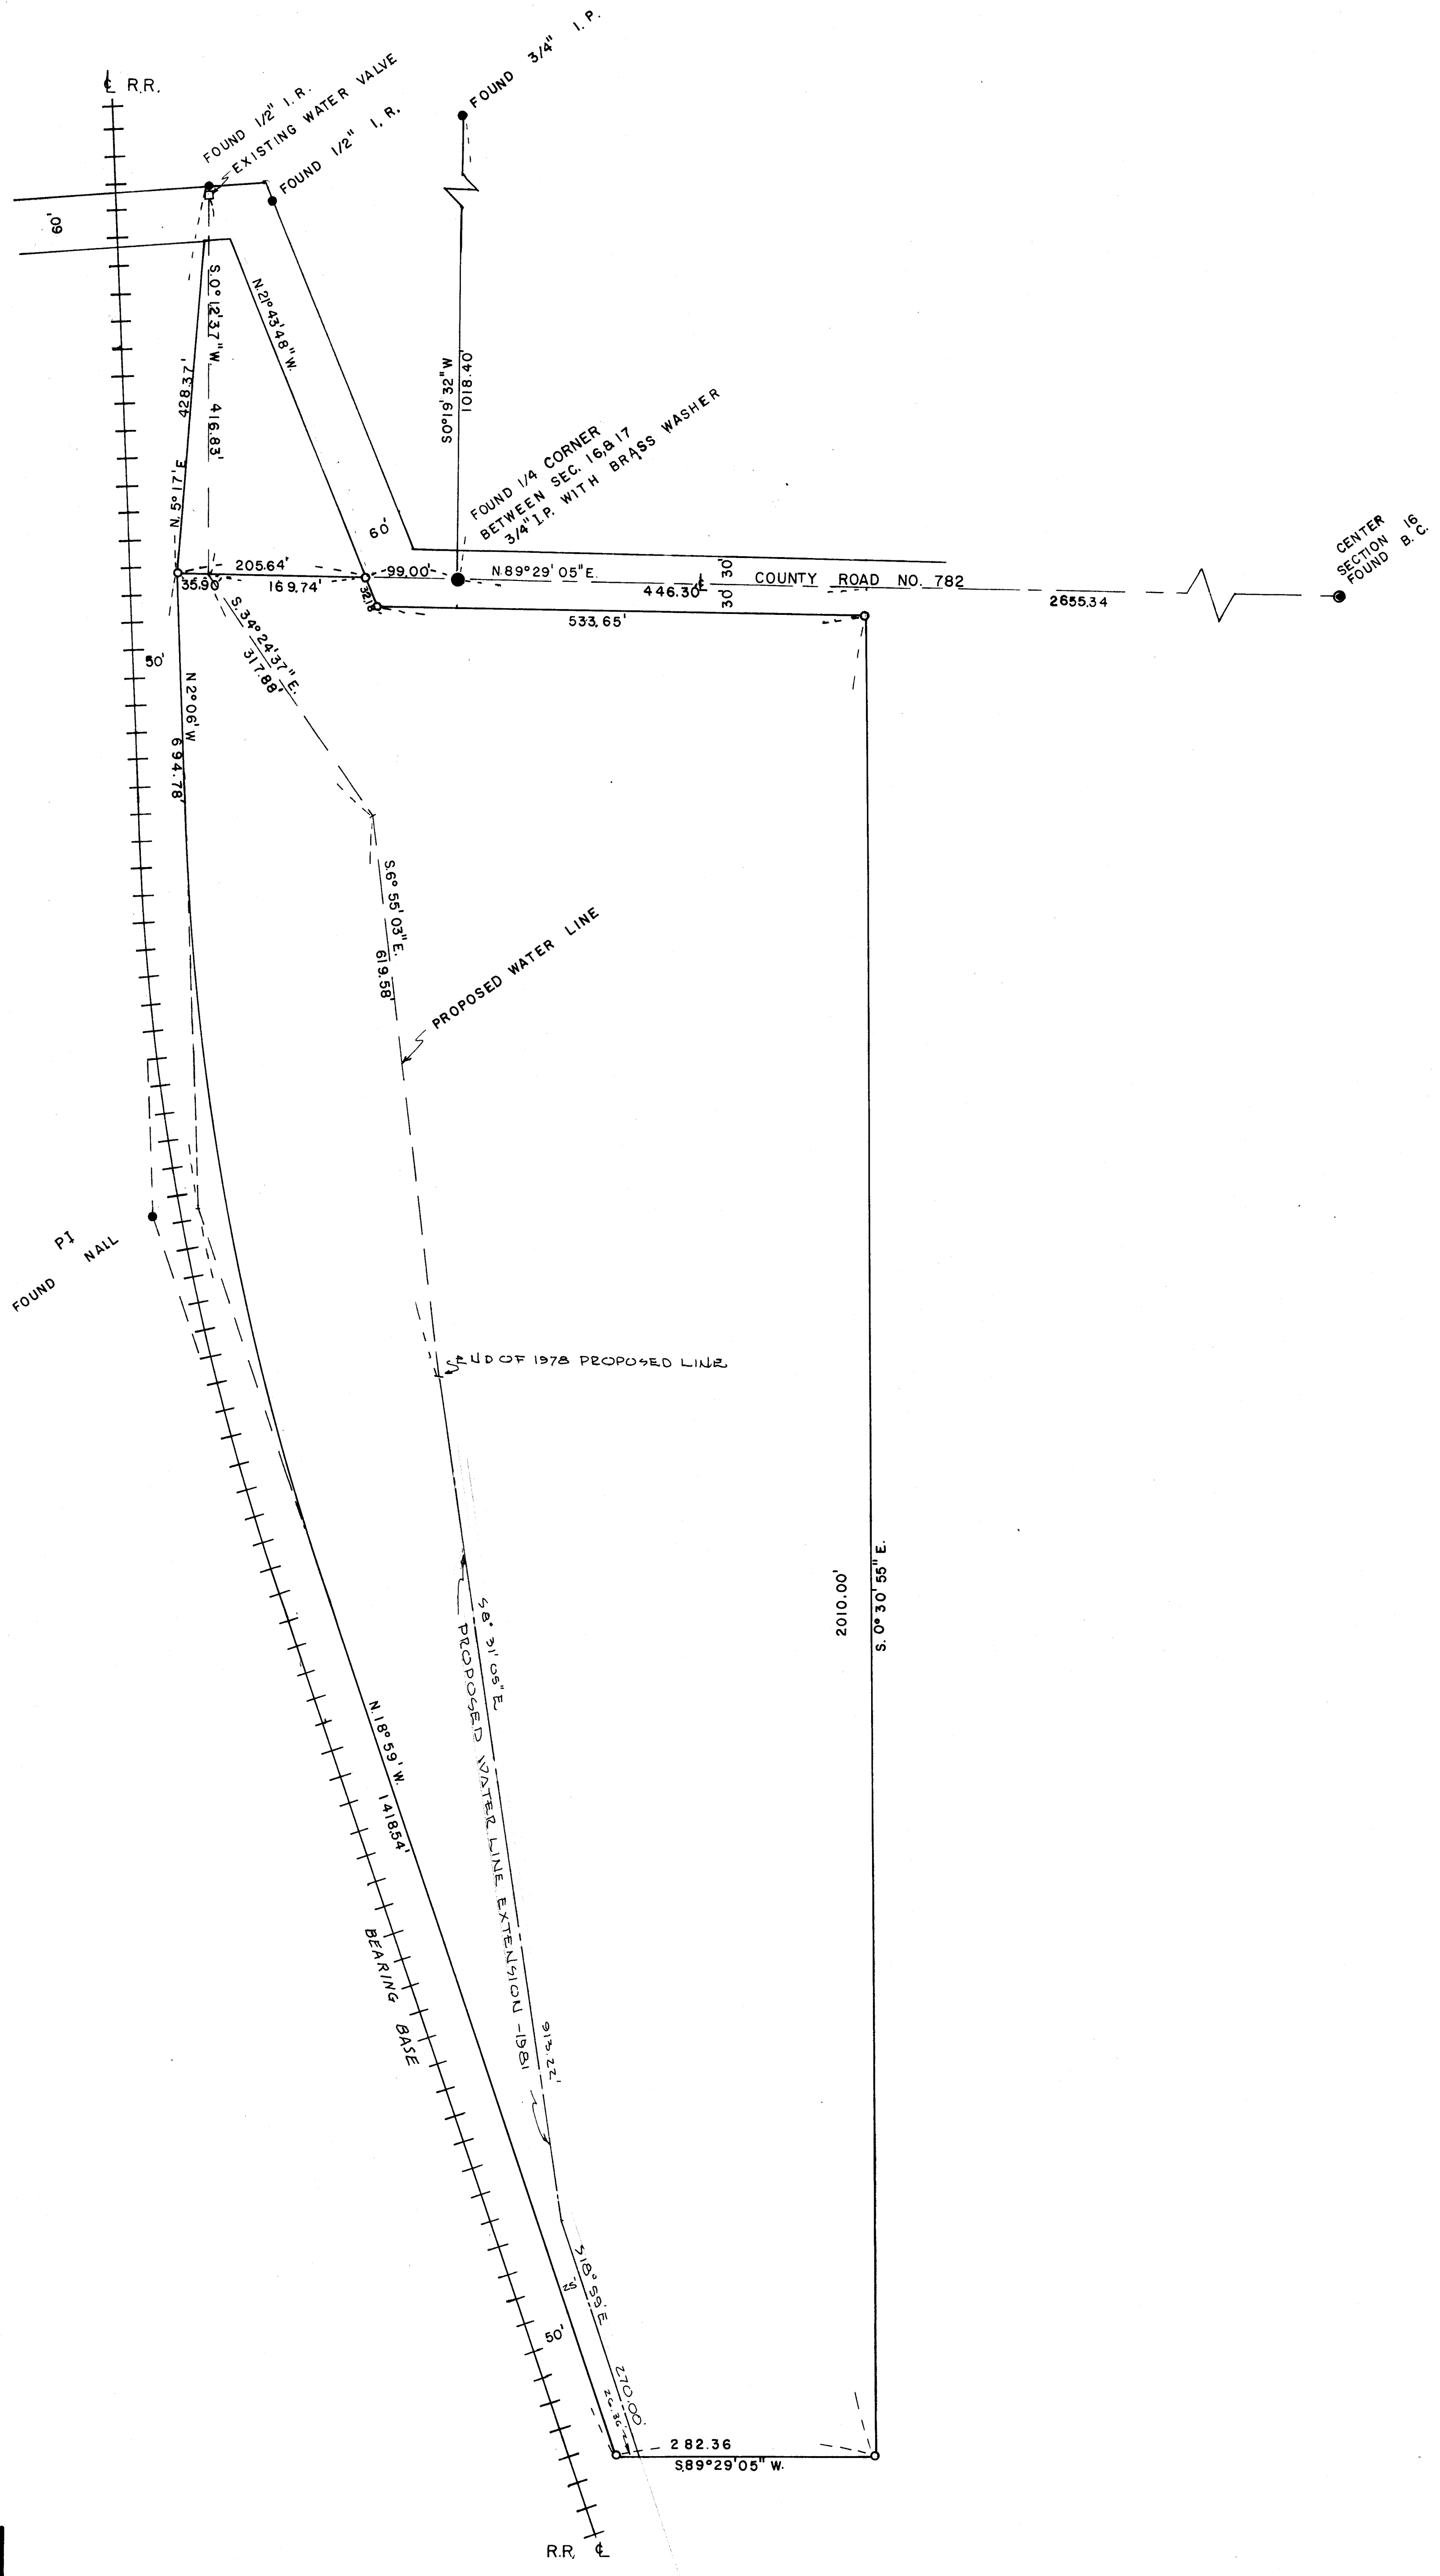 ℄ R.R.
FOUND 1/2" I.R.
EXISTING WATER VALVE
FOUND 1/2" I.R.
FOUND 3/4" I.P.
60'
N. 5°17' E
428.37'
S.0°12'37"W.
416.83'
N.21°43'48"W.
S0°19'32"W
1018.40'
FOUND 1/4 CORNER
BETWEEN SEC. 16,&17
3/4" I.P. WITH BRASS WASHER
60'
CENTER
SECTION 16
FOUND B.C.
205.64'
35.90'
169.74'
99.00'
N.89°29'05"E.
446.30'
℄
30'
30'
COUNTY ROAD NO. 782
2655.34
32.18'
533.65'
S. 34°24'37"E.
317.88'
50'
N 2°06' W
694.78'
S.6°55'03"E.
619.58'
PROPOSED WATER LINE
PI
FOUND NAIL
END OF 1978 PROPOSED LINE
2010.00'
S. 0°30'55"E.
S8°31'05"E
913.22'
PROPOSED WATER LINE EXTENSION -1981
N.18°59' W.
1418.54'
BEARING BASE
S18°59'E
270.00'
25'
50'
26.36'
282.36
S.89°29'05"W.
R.R. ℄